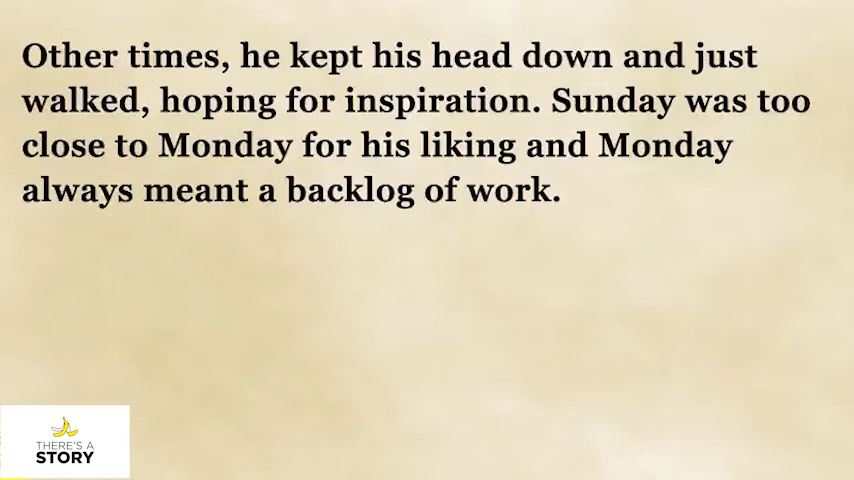 Other times, he kept his head down and just
walked, hoping for inspiration. Sunday was too
close to Monday for his liking and Monday
always meant a backlog of work.
THERE'S A
STORY